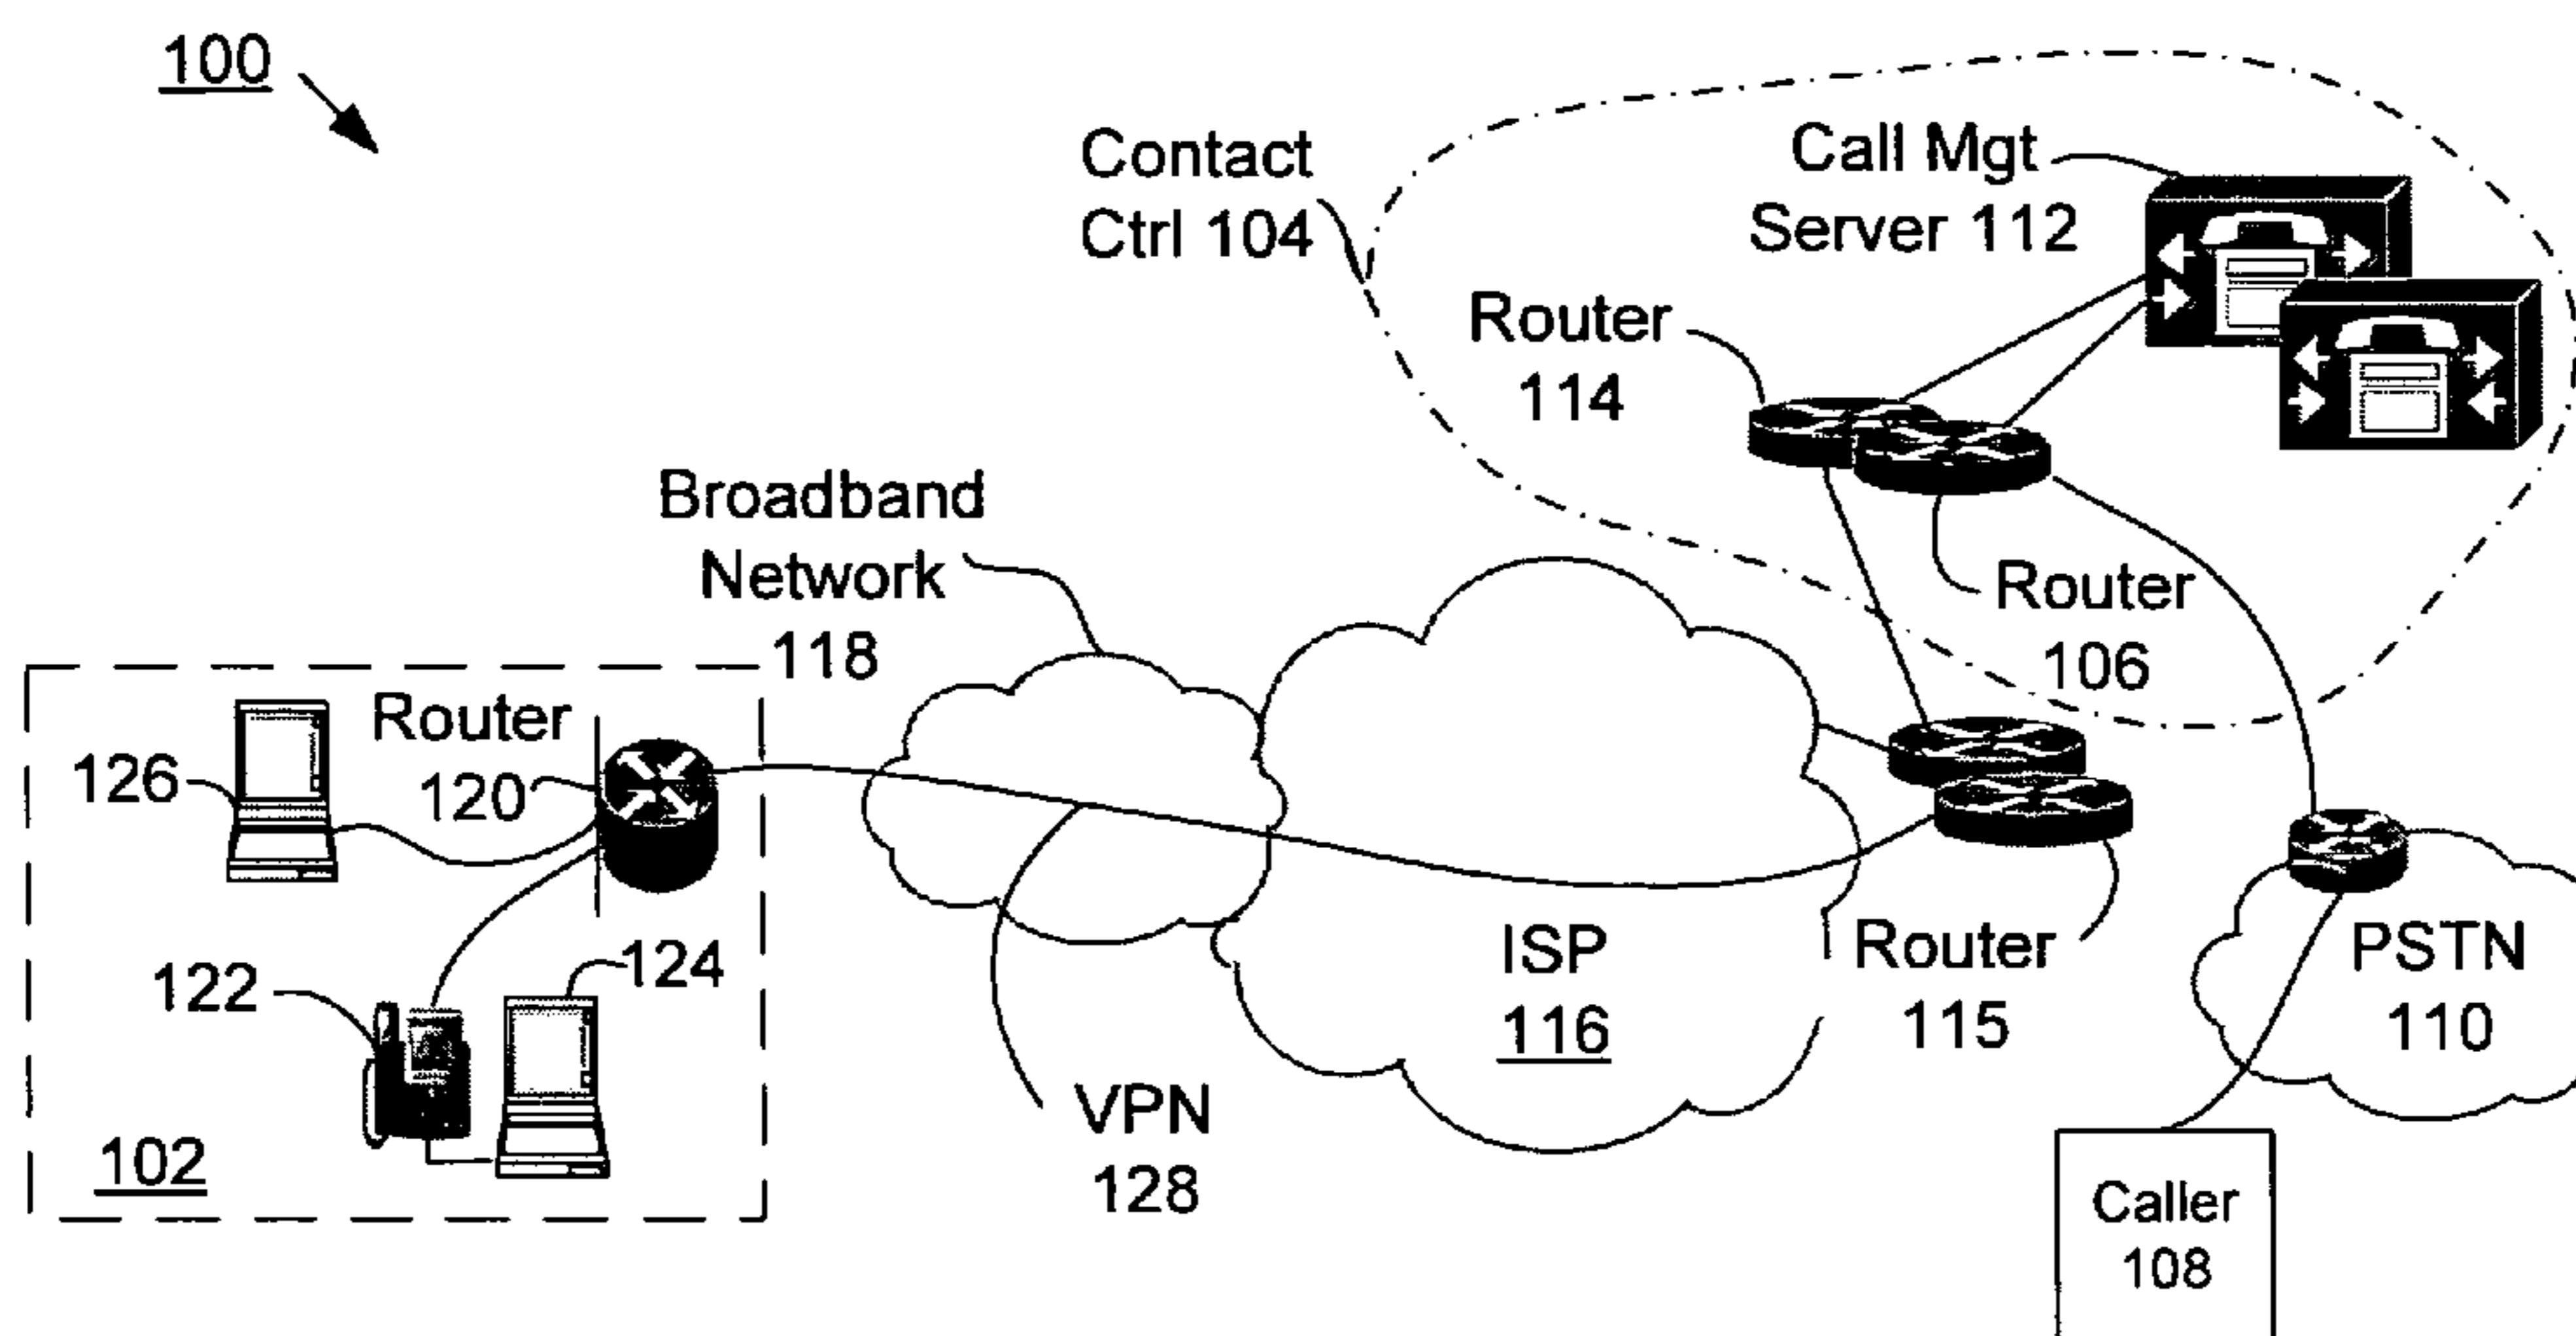 100
Contact
Ctrl 104
Call Mgt
Server 112
Router
114
Broadband
Network
118
Router
106
Router
120
126
122
124
102
VPN
128
ISP
116
Router
115
PSTN
110
Caller
108